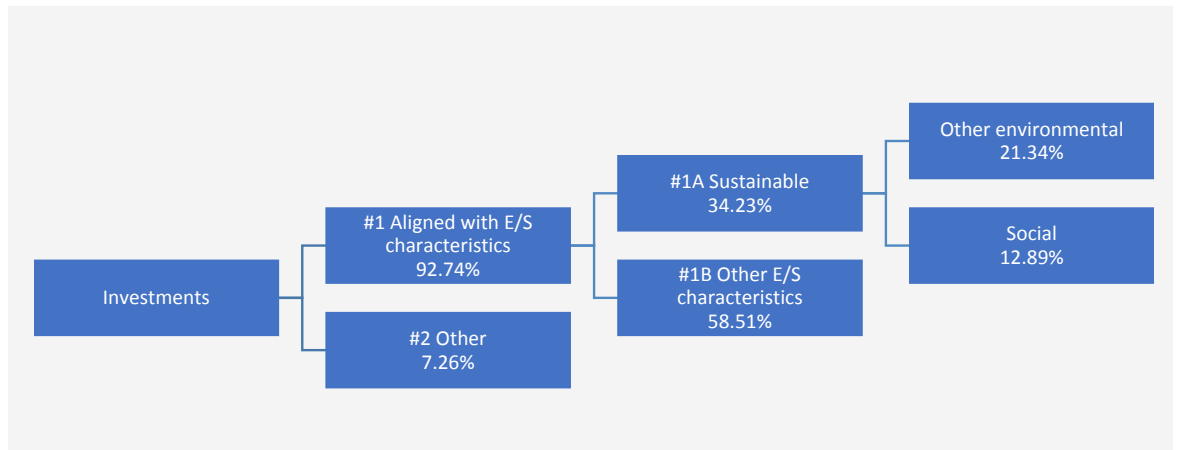 Investments
#1 Aligned with E/S
characteristics
92.74%
#2 Other
7.26%
#1A Sustainable
34.23%
#1B Other E/S
characteristics
58.51%
Other environmental
21.34%
Social
12.89%